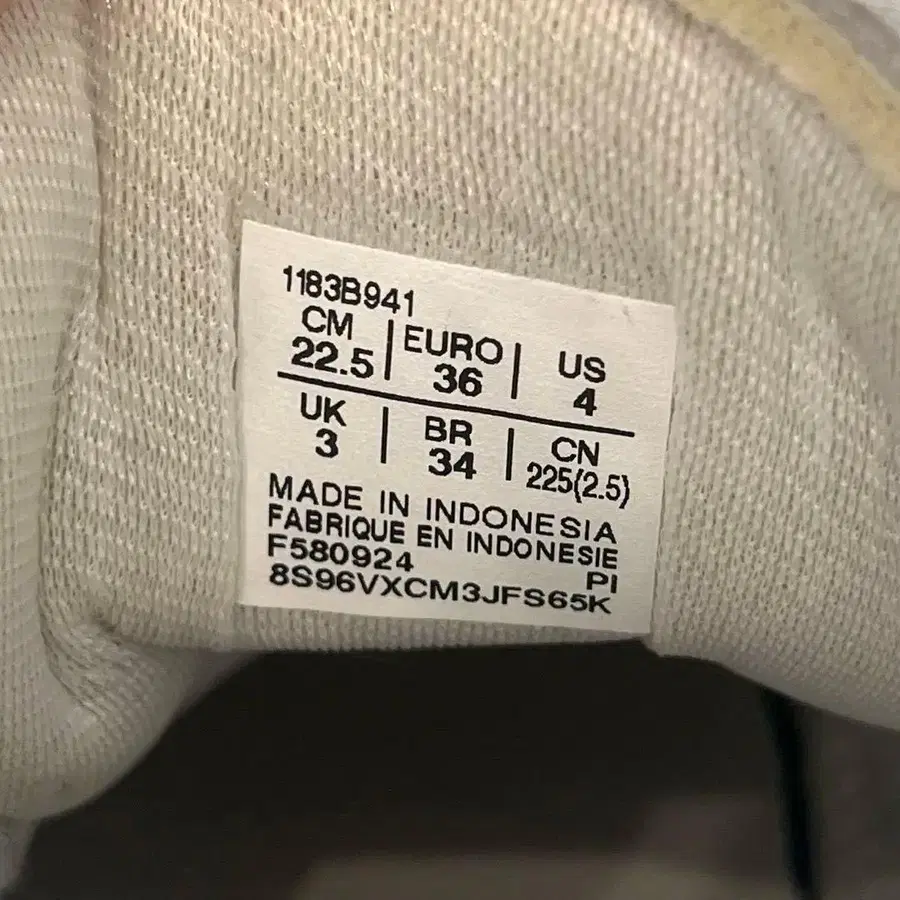 1183B941
CM | EURO | US
22.5 | 36 | 4
UK | BR | CN
3 | 34 | 225(2.5)
MADE IN INDONESIA
FABRIQUE EN INDONESIE
F580924 PI
8S96VXCM3JFS65K